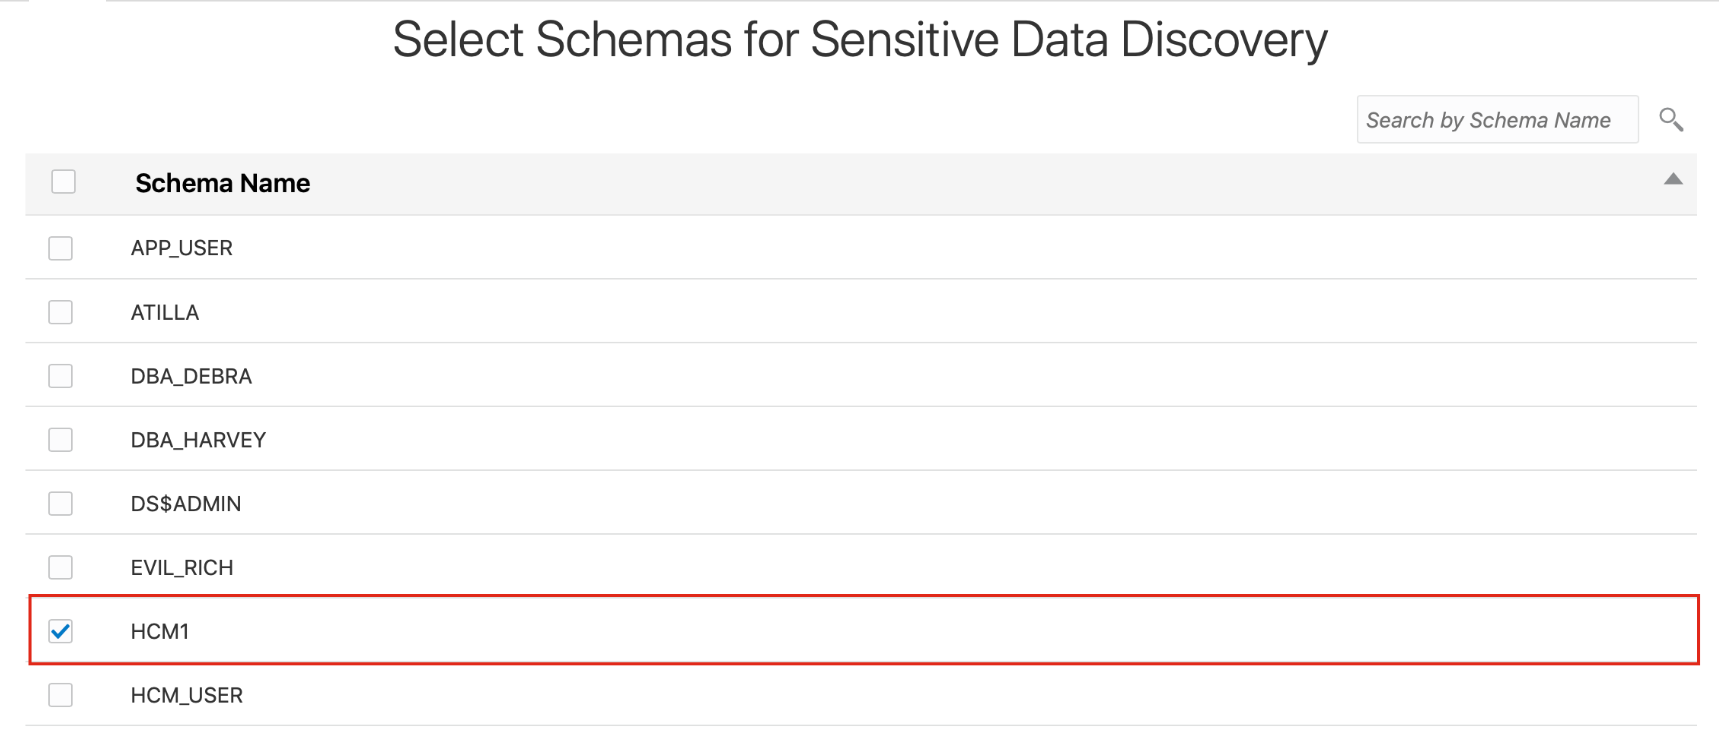 Select Schemas for Sensitive Data Discovery
Search by Schema Name
Schema Name
APP_USER
ATILLA
DBA_DEBRA
DBA_HARVEY
DS$ADMIN
EVIL_RICH
HCM1
HCM_USER